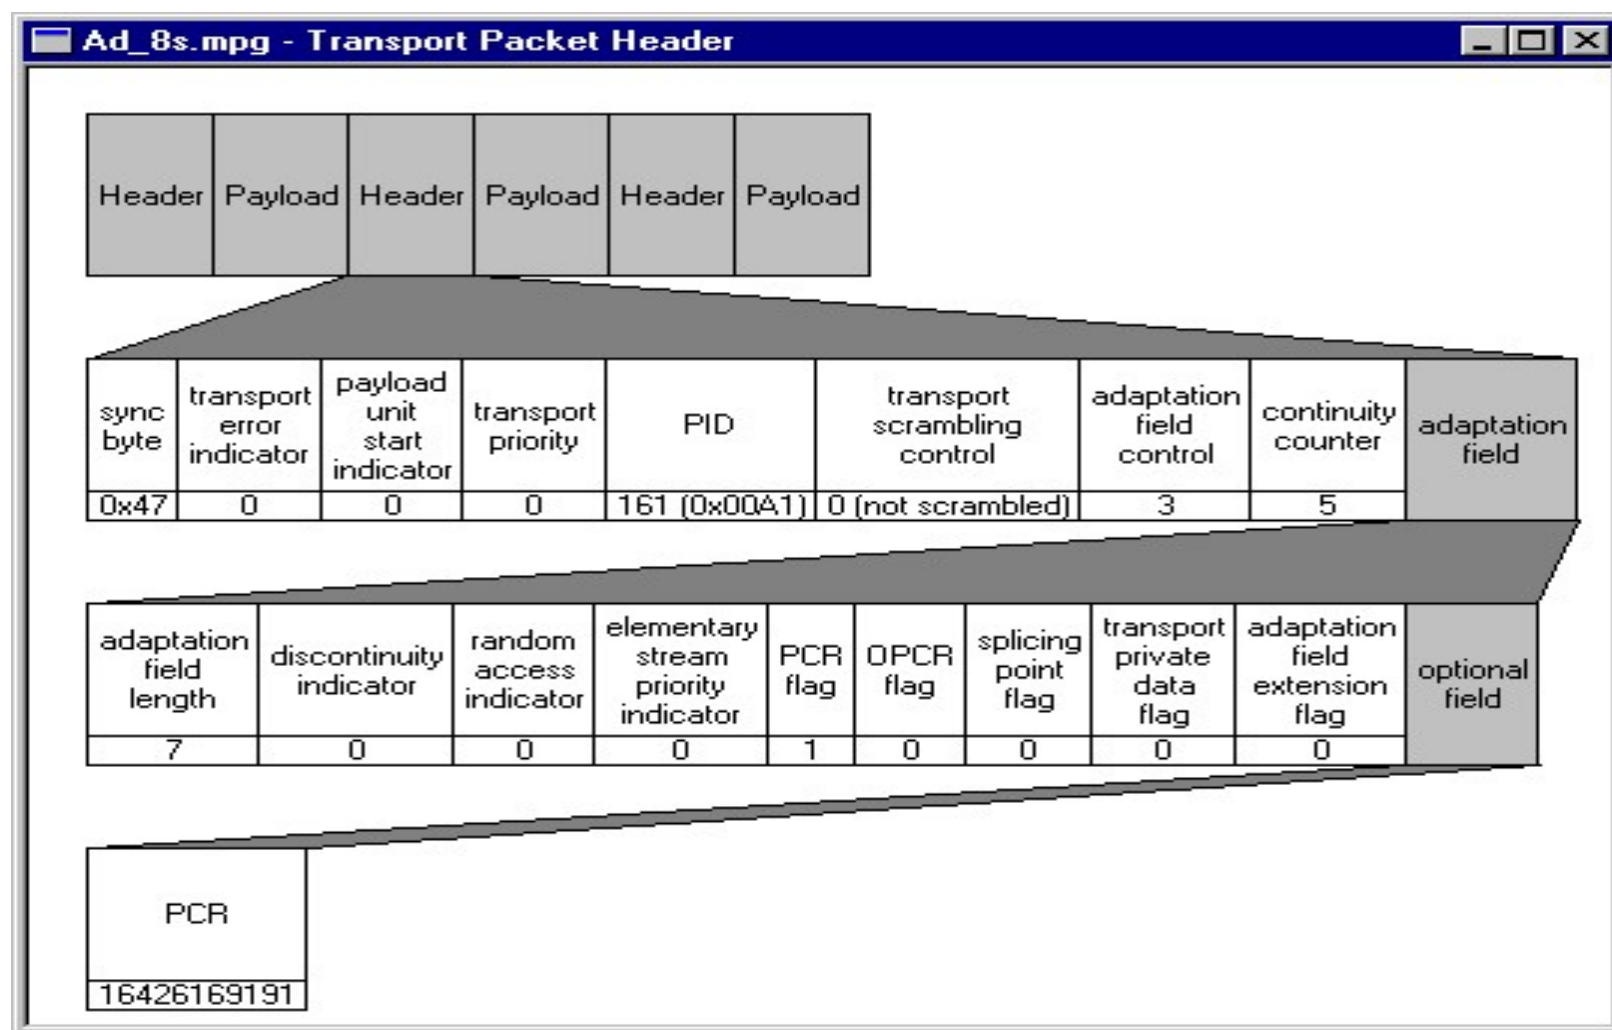 Ad_8s.mpg - Transport Packet Header
Header Payload Header Payload Header Payload
sync
byte
transport
error
indicator
payload
unit
start
indicator
transport
priority
PID
transport
scrambling
control
adaptation
field
control
continuity
counter
adaptation
field
0x47 0 0 0 161 (0x00A1) 0 (not scrambled) 3 5
adaptation
field
length
discontinuity
indicator
random
access
indicator
elementary
stream
priority
indicator
PCR
flag
OPCR
flag
splicing
point
flag
transport
private
data
flag
adaptation
field
extension
flag
optional
field
7 0 0 0 1 0 0 0 0
PCR
16426169191